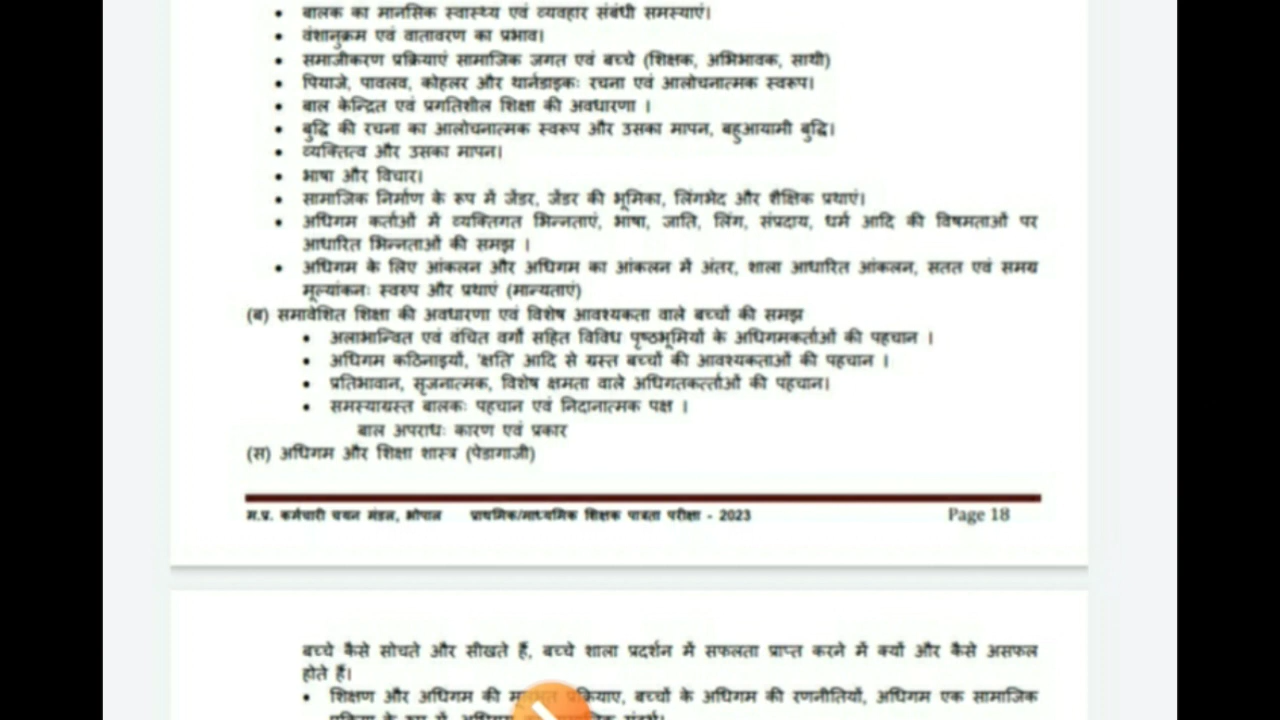 • बालक का मानसिक स्वास्थ्य एवं व्यवहार संबंधी समस्याएं।
• वंशानुक्रम एवं वातावरण का प्रभाव।
• समाजीकरण प्रक्रियाएं सामाजिक जगत एवं बच्चे (शिक्षक, अभिभावक, साथी)
• पियाजे, पावलव, कोहलर और थार्नडाइकः रचना एवं आलोचनात्मक स्वरूप।
• बाल केन्द्रित एवं प्रगतिशील शिक्षा की अवधारणा ।
• बुद्धि की रचना का आलोचनात्मक स्वरूप और उसका मापन, बहुआयामी बुद्धि।
• व्यक्तित्व और उसका मापन।
• भाषा और विचार।
• सामाजिक निर्माण के रूप में जेंडर, जेंडर की भूमिका, लिंगभेद और शैक्षिक प्रथाएं।
• अधिगम कर्ताओं में व्यक्तिगत भिन्नताएं, भाषा, जाति, लिंग, संप्रदाय, धर्म आदि की विषमताओं पर
आधारित भिन्नताओं की समझ ।
• अधिगम के लिए आंकलन और अधिगम का आंकलन में अंतर, शाला आधारित आंकलन, सतत एवं समग्र
मूल्यांकनः स्वरुप और प्रथाएं (मान्यताएं)
(ब) समावेशित शिक्षा की अवधारणा एवं विशेष आवश्यकता वाले बच्चों की समझ
• अलाभान्वित एवं वंचित वर्गों सहित विविध पृष्ठभूमियों के अधिगमकर्ताओं की पहचान ।
• अधिगम कठिनाइयों, 'क्षति' आदि से ग्रस्त बच्चों की आवश्यकताओं की पहचान ।
• प्रतिभावान, सृजनात्मक, विशेष क्षमता वाले अधिगतकर्त्ताओं की पहचान।
• समस्याग्रस्त बालकः पहचान एवं निदानात्मक पक्ष ।
बाल अपराधः कारण एवं प्रकार
(स) अधिगम और शिक्षा शास्त्र (पेडागाजी)
म.प्र. कर्मचारी चयन मंडल, भोपाल प्राथमिक/माध्यमिक शिक्षक पात्रता परीक्षा - 2023 Page 18
बच्चे कैसे सोचते और सीखते हैं, बच्चे शाला प्रदर्शन में सफलता प्राप्त करने में क्यों और कैसे असफल
होते हैं।
• शिक्षण और अधिगम की प्रक्रियाए, बच्चों के अधिगम की रणनीतियों, अधिगम एक सामाजिक